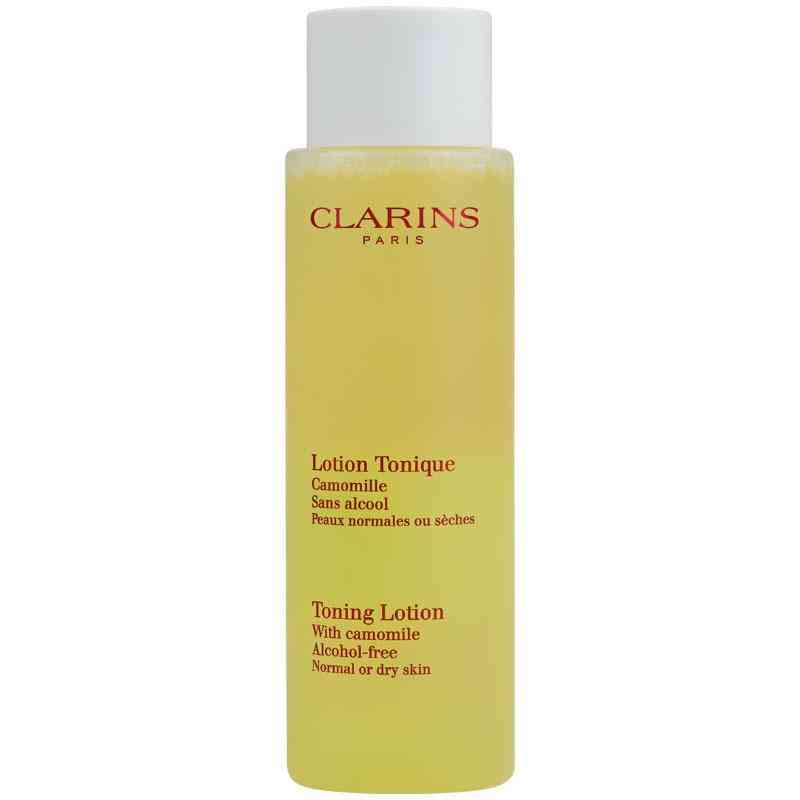 CLARINS
PARIS
Lotion Tonique
Camomille
Sans alcool
Peaux normales ou sèches
Toning Lotion
With camomile
Alcohol-free
Normal or dry skin